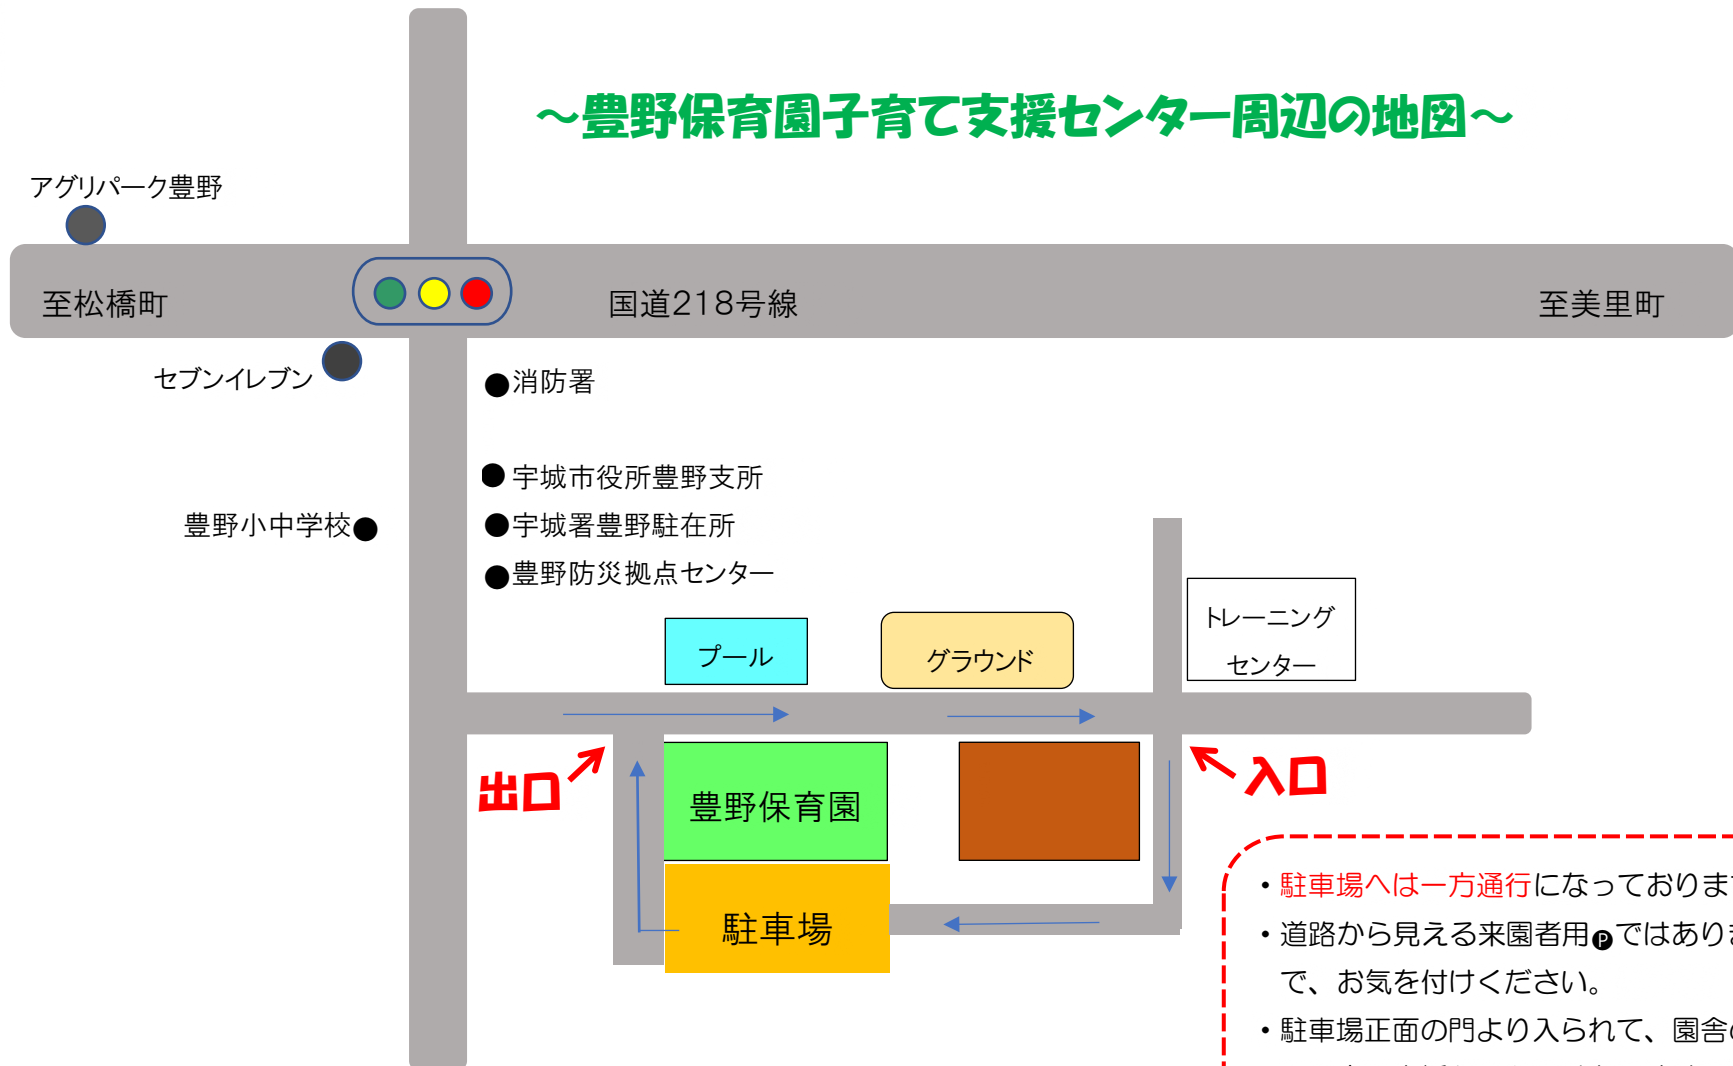 ～豊野保育園子育て支援センター周辺の地図～
アグリパーク豊野
至松橋町
国道218号線
至美里町
セブンイレブン
●消防署
●宇城市役所豊野支所
豊野小中学校●
●宇城署豊野駐在所
●豊野防災拠点センター
トレーニング
センター
プール
グラウンド
出口
入口
豊野保育園
駐車場
・駐車場へは一方通行になっておりま
・道路から見える来園者用🅟ではあり
で、お気を付けください。
・駐車場正面の門より入られて、園舎